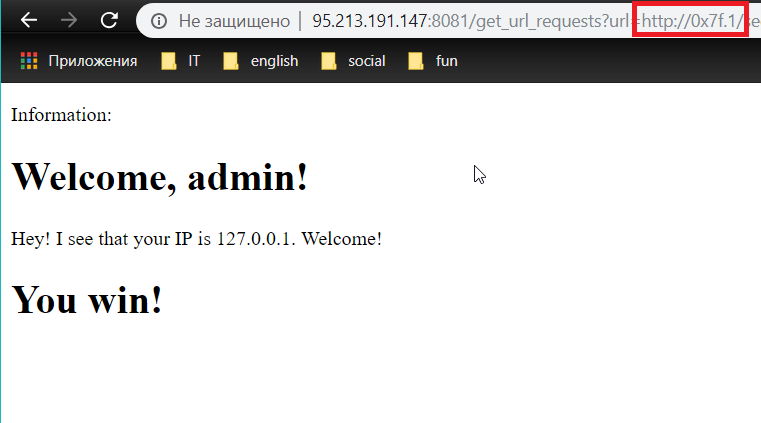 Не защищено | 95.213.191.147:8081/get_url_requests?url=http://0x7f.1/se
Приложения IT english social fun
Information:
Welcome, admin!
Hey! I see that your IP is 127.0.0.1. Welcome!
You win!